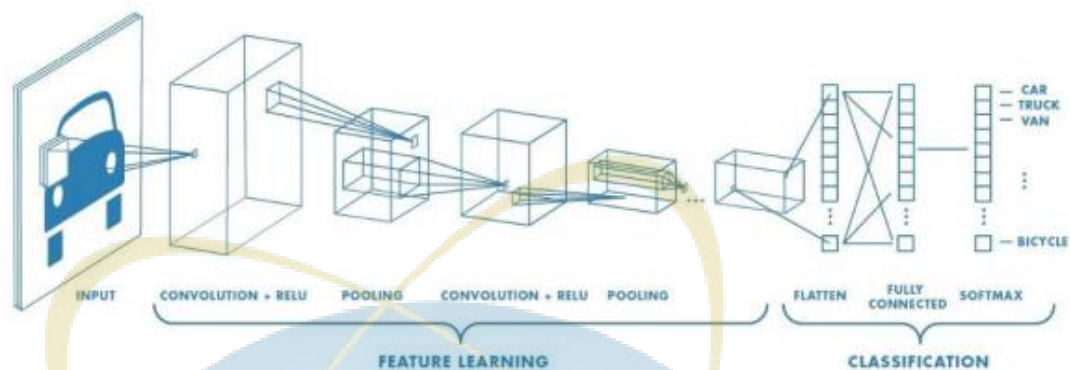 CAR
TRUCK
VAN
BICYCLE
INPUT
CONVOLUTION + RELU
POOLING
CONVOLUTION + RELU
POOLING
FLATTEN
FULLY
CONNECTED
SOFTMAX
FEATURE LEARNING
CLASSIFICATION